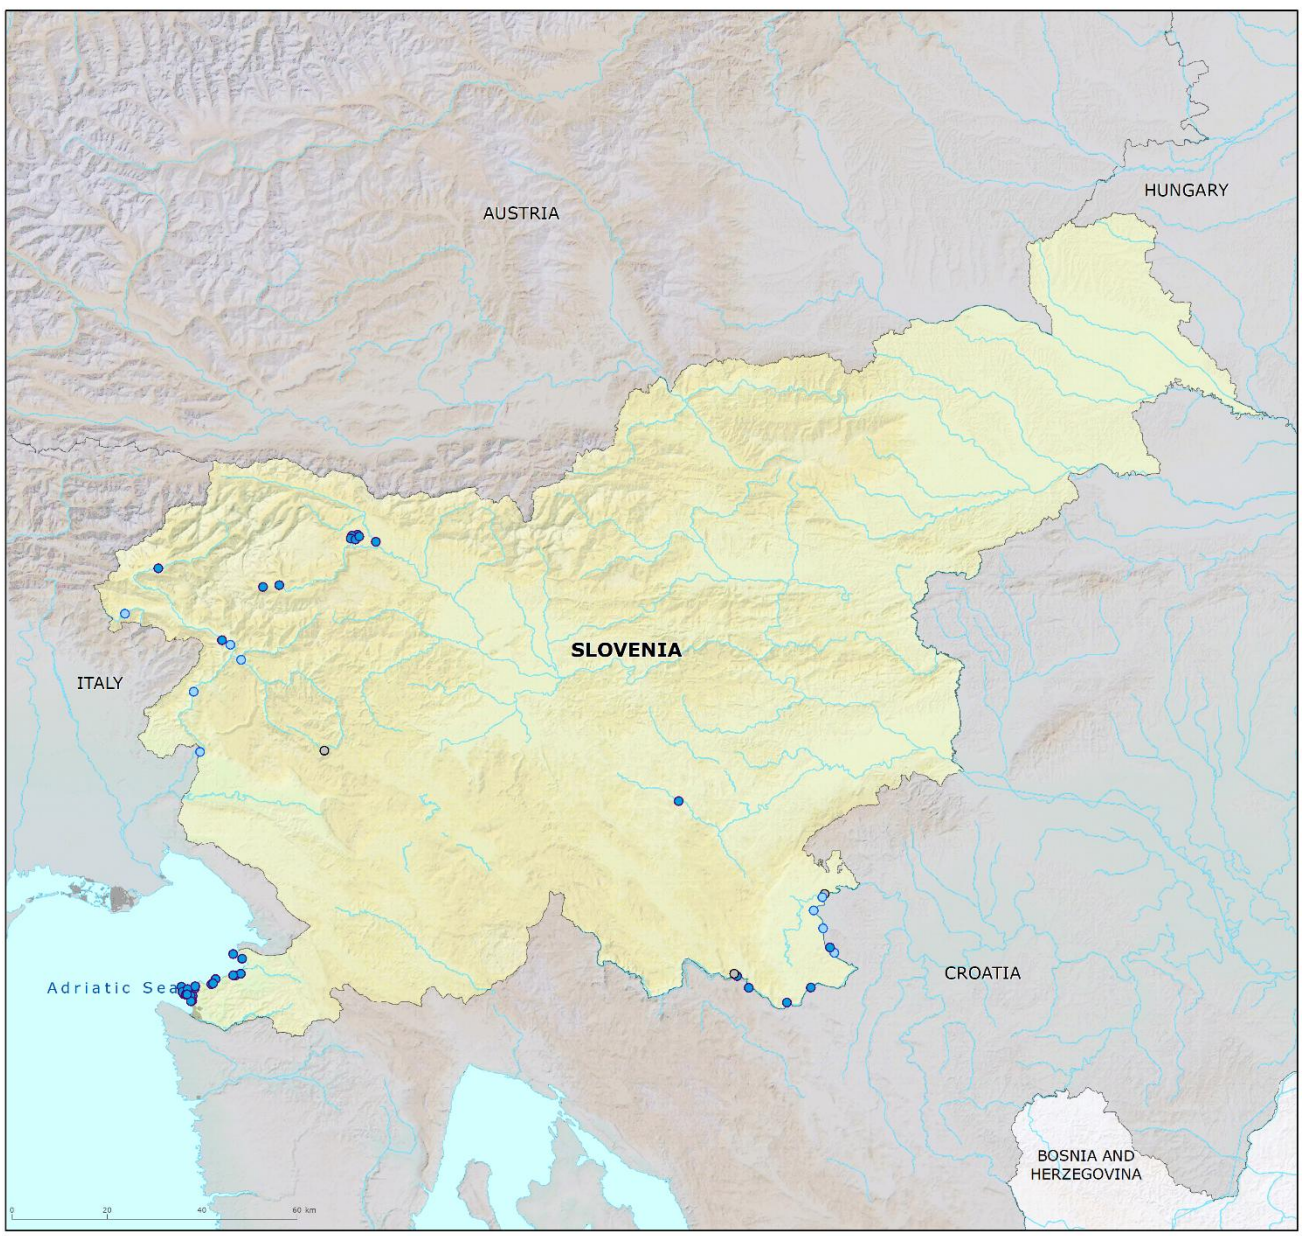 HUNGARY
AUSTRIA
SLOVENIA
ITALY
CROATIA
Adriatic Sea
BOSNIA AND
HERZEGOVINA
0 20 40 60 km